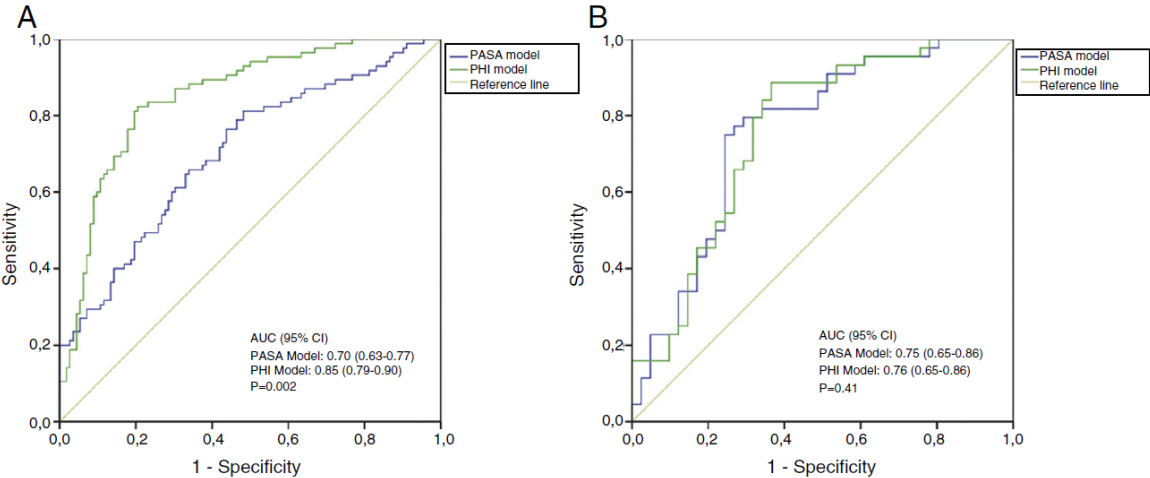 A
1,0
0,8
0,6
0,4
0,2
0,0
Sensitivity
0,0 0,2 0,4 0,6 0,8 1,0
1 - Specificity
PASA model
PHI model
Reference line
AUC (95% CI)
PASA Model: 0.70 (0.63-0.77)
PHI Model: 0.85 (0.79-0.90)
P=0.002
B
1,0
0,8
0,6
0,4
0,2
0,0
Sensitivity
0,0 0,2 0,4 0,6 0,8 1,0
1 - Specificity
PASA model
PHI model
Reference line
AUC (95% CI)
PASA Model: 0.75 (0.65-0.86)
PHI Model: 0.76 (0.65-0.86)
P=0.41